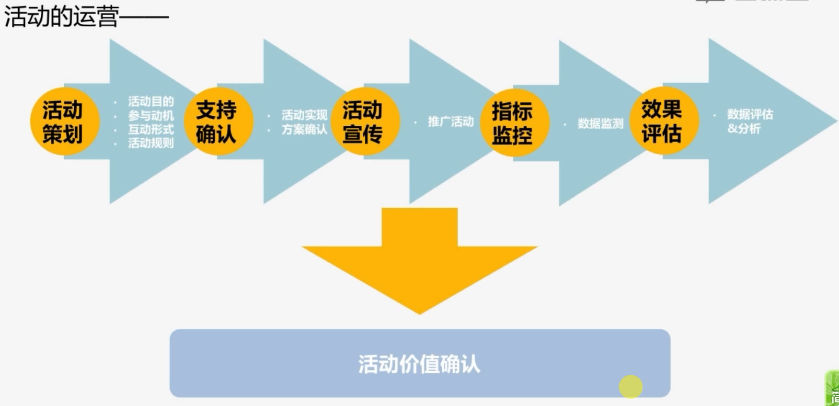 活动的运营——
活动
策划
· 活动目的
· 参与动机
· 互动形式
· 活动规则
支持
确认
· 活动实现
· 方案确认
活动
宣传
· 推广活动
指标
监控
· 数据监测
效果
评估
· 数据评估
&分析
活动价值确认